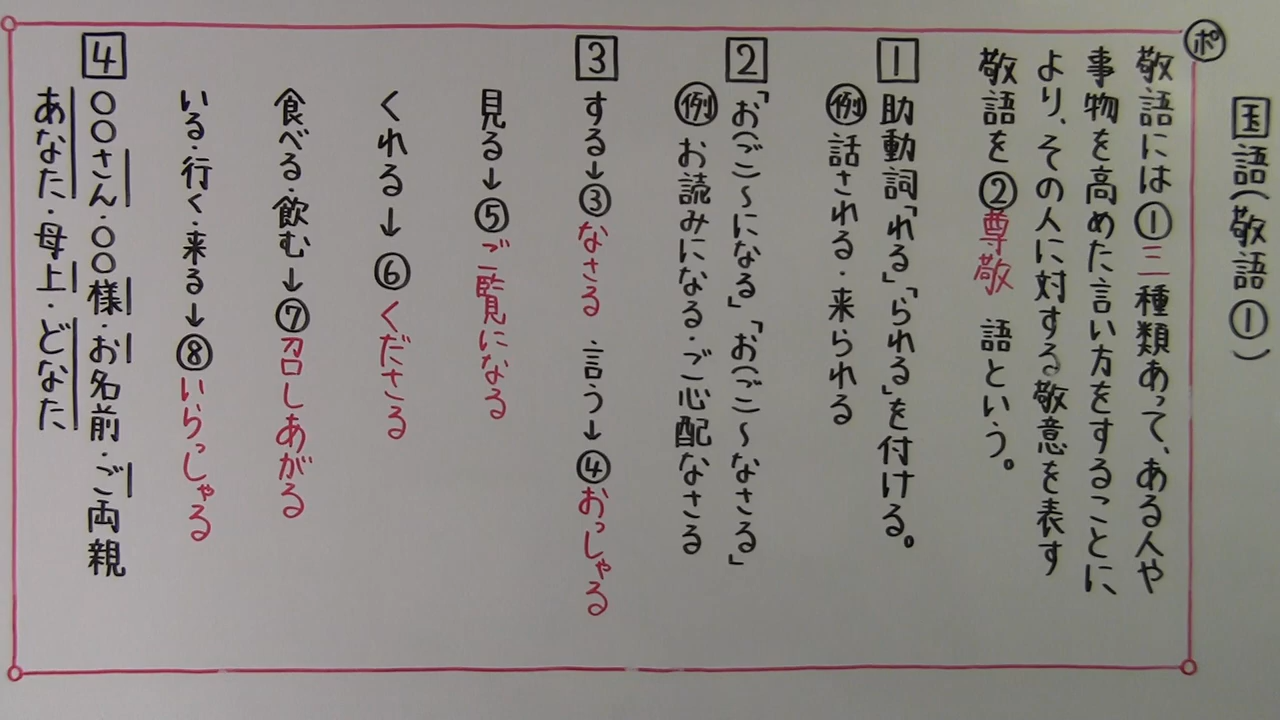 国語(敬語①)
ポ
敬語には①三種類あって、ある人や
事物を高めた言い方をすることに
より、その人に対する敬意を表す
敬語を②尊敬 語という。
1 助動詞「れる」「られる」を付ける。
例 話される・来られる
2 「お(ご)〜になる」「お(ご)〜なさる」
例 お読みになる・ご心配なさる
3 する→③なさる 言う→④おっしゃる
見る→⑤ご覧になる
くれる→⑥くださる
食べる・飲む→⑦召しあがる
いる・行く・来る→⑧いらっしゃる
4 〇〇さん・〇〇様・お名前・ご両親
あなた・母上・どなた